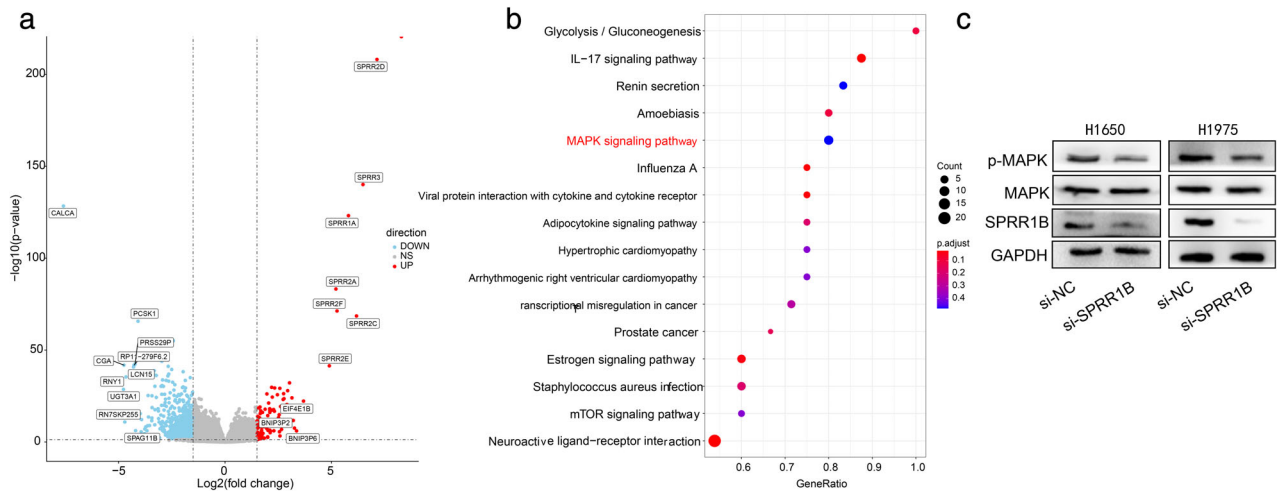 a
200
150
100
50
0
−log10(p−value)
−5
0
5
Log2(fold change)
SPRR2D
SPRR3
SPRR1A
SPRR2A
SPRR2F
SPRR2C
SPRR2E
EIF4E1B
BNIP3P2
BNIP3P6
CALCA
PCSK1
PRSS29P
RP11−279F6.2
CGA
LCN15
RNY1
UGT3A1
RN7SKP255
SPAG11B
direction
DOWN
NS
UP
b
Glycolysis / Gluconeogenesis
IL−17 signaling pathway
Renin secretion
Amoebiasis
MAPK signaling pathway
Influenza A
Viral protein interaction with cytokine and cytokine receptor
Adipocytokine signaling pathway
Hypertrophic cardiomyopathy
Arrhythmogenic right ventricular cardiomyopathy
Transcriptional misregulation in cancer
Prostate cancer
Estrogen signaling pathway
Staphylococcus aureus infection
mTOR signaling pathway
Neuroactive ligand−receptor interaction
0.6
0.7
0.8
0.9
1.0
GeneRatio
Count
5
10
15
20
p.adjust
0.1
0.2
0.3
0.4
c
H1650
H1975
p-MAPK
MAPK
SPRR1B
GAPDH
si-NC
si-SPRR1B
si-NC
si-SPRR1B